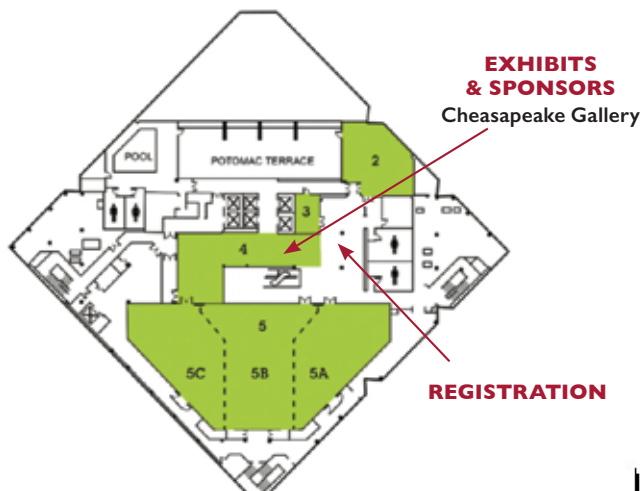 EXHIBITS
& SPONSORS
Cheasapeake Gallery
POOL
POTOMAC TERRACE
2
3
4
5
5C
5B
5A
REGISTRATION